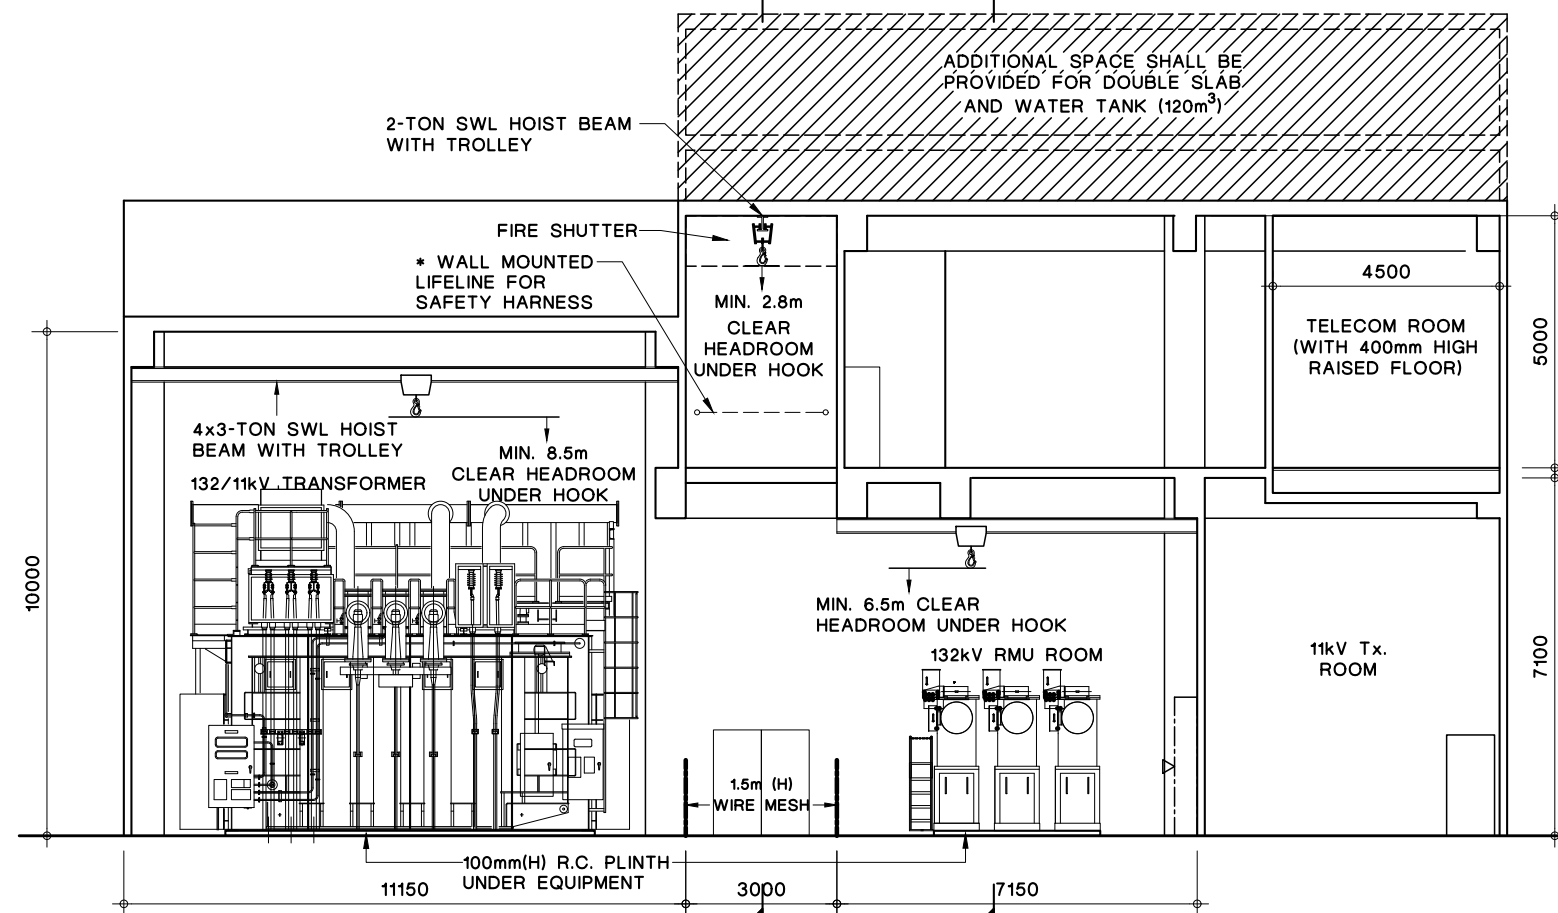 ADDITIONAL SPACE SHALL BE
PROVIDED FOR DOUBLE SLAB
AND WATER TANK (120m³)
2-TON SWL HOIST BEAM
WITH TROLLEY
FIRE SHUTTER
* WALL MOUNTED
LIFELINE FOR
SAFETY HARNESS
MIN. 2.8m
CLEAR
HEADROOM
UNDER HOOK
4500
TELECOM ROOM
(WITH 400mm HIGH
RAISED FLOOR)
5000
4x3-TON SWL HOIST
BEAM WITH TROLLEY
MIN. 8.5m
CLEAR HEADROOM
UNDER HOOK
132/11kV TRANSFORMER
10000
MIN. 6.5m CLEAR
HEADROOM UNDER HOOK
132kV RMU ROOM
11kV Tx.
ROOM
7100
1.5m (H)
WIRE MESH
100mm(H) R.C. PLINTH
UNDER EQUIPMENT
11150
3000
7150